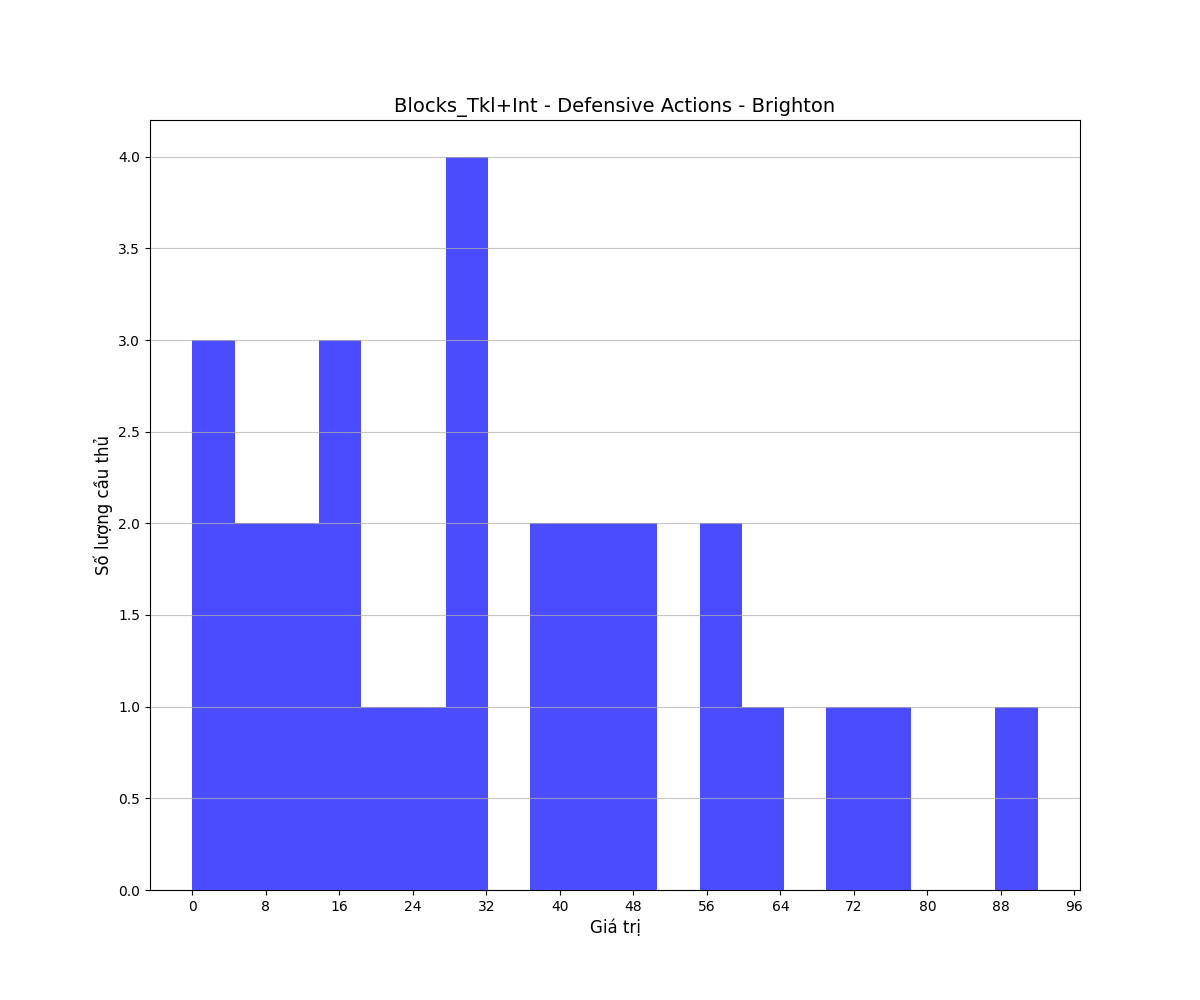 Blocks_Tkl+Int - Defensive Actions - Brighton
4.0
3.5
3.0
2.5
2.0
1.5
1.0
0.5
0.0
Số lượng cầu thủ
0 8 16 24 32 40 48 56 64 72 80 88 96
Giá trị